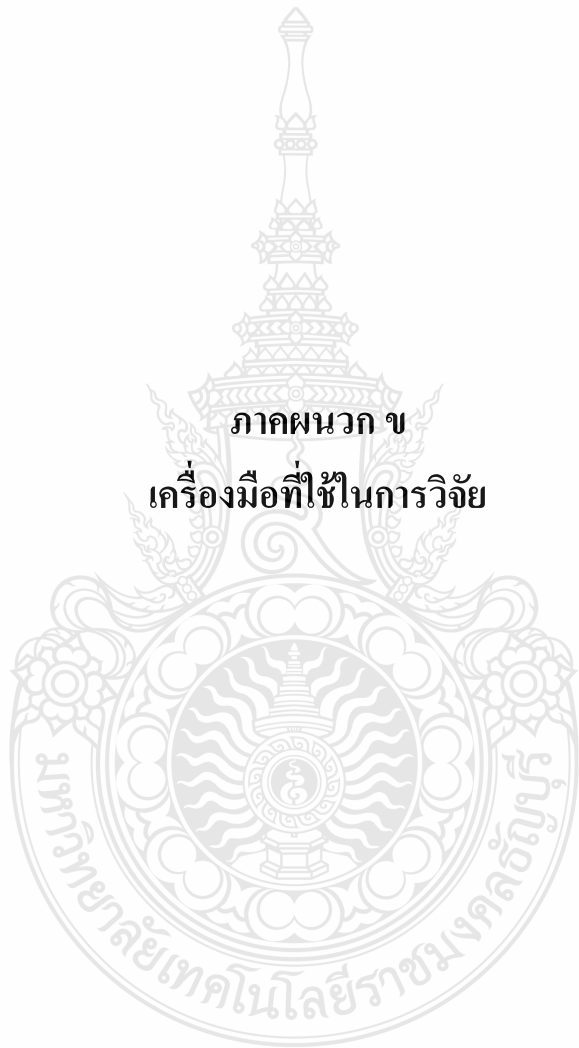 ภาคผนวก ข
เครื่องมือที่ใช้ในการวิจัย
มหาวิทยาลัยเทคโนโลยีราชมงคลธัญบุรี